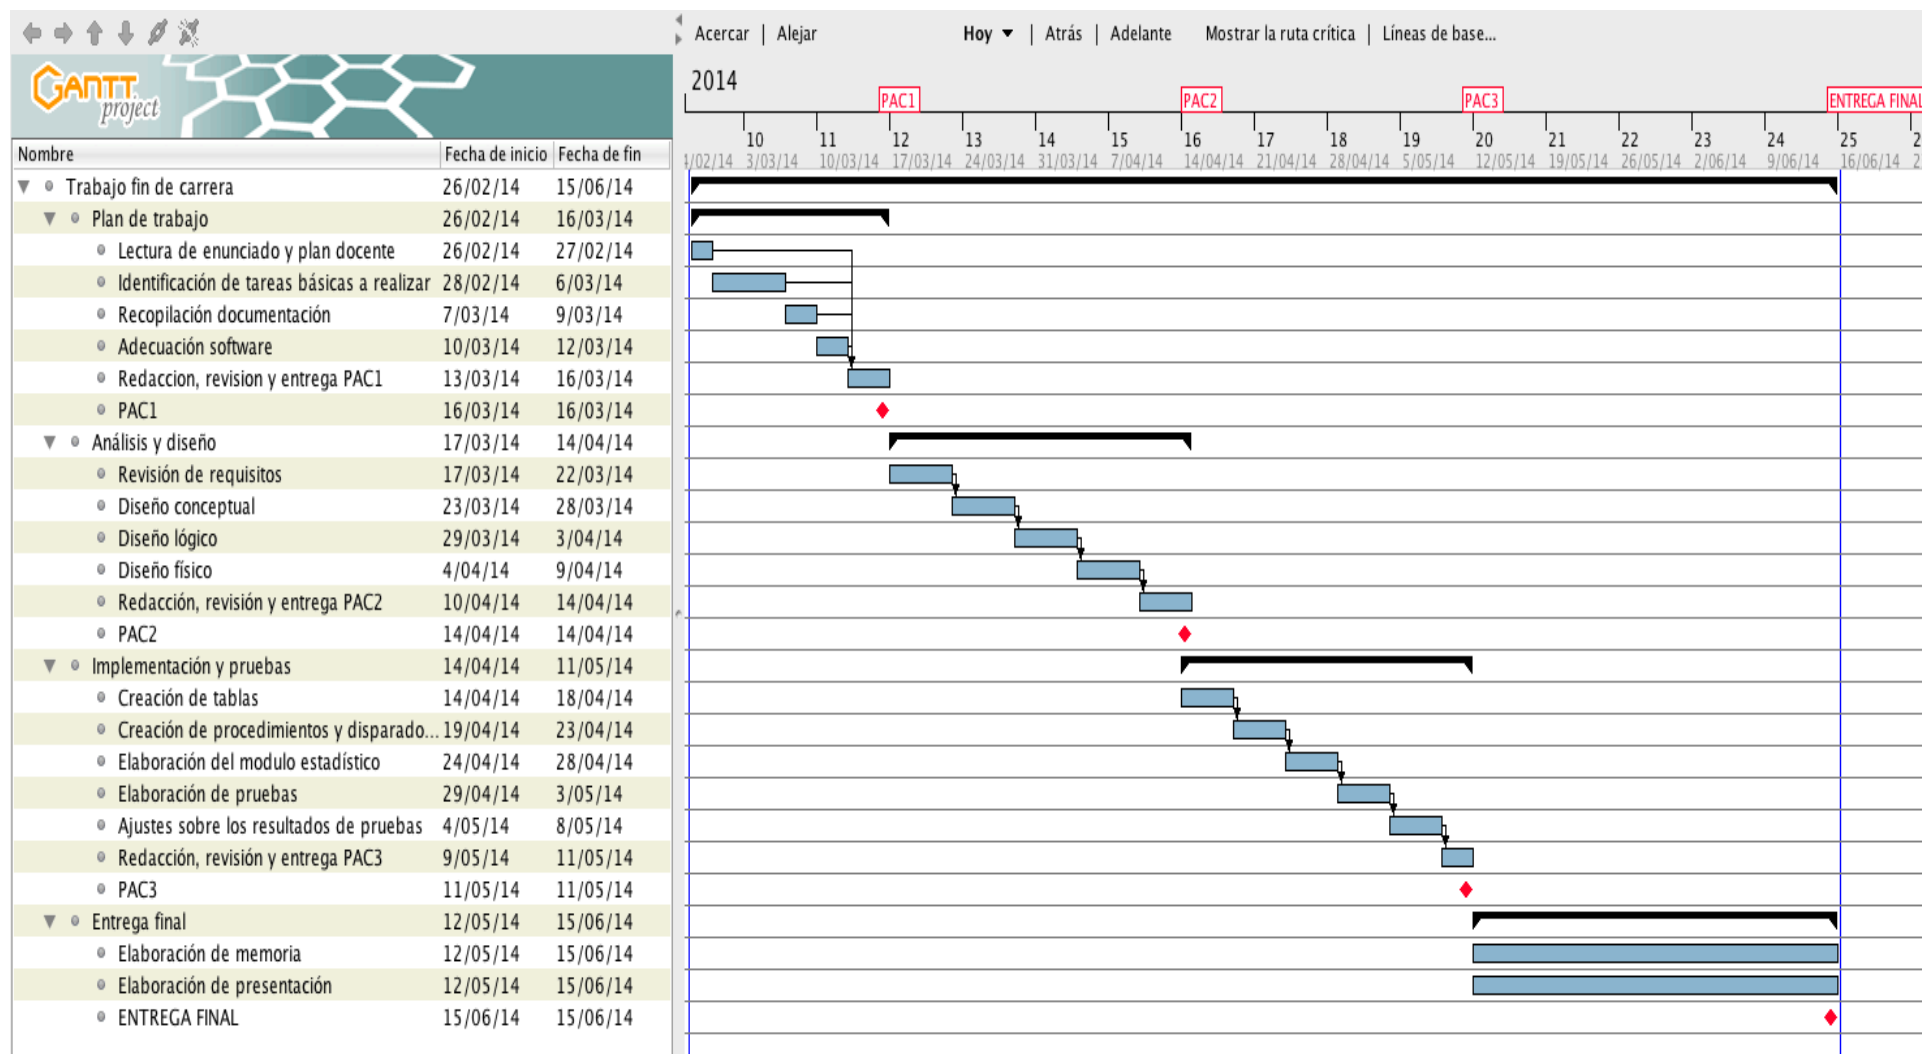 Acercar | Alejar Hoy ▼ | Atrás | Adelante Mostrar la ruta crítica | Líneas de base...
GANTT
project
2014
PAC1 PAC2 PAC3 ENTREGA FINAL
10 11 12 13 14 15 16 17 18 19 20 21 22 23 24 25 2
/02/14 3/03/14 10/03/14 17/03/14 24/03/14 31/03/14 7/04/14 14/04/14 21/04/14 28/04/14 5/05/14 12/05/14 19/05/14 26/05/14 2/06/14 9/06/14 16/06/14 2
Nombre Fecha de inicio Fecha de fin
Trabajo fin de carrera 26/02/14 15/06/14
Plan de trabajo 26/02/14 16/03/14
Lectura de enunciado y plan docente 26/02/14 27/02/14
Identificación de tareas básicas a realizar 28/02/14 6/03/14
Recopilación documentación 7/03/14 9/03/14
Adecuación software 10/03/14 12/03/14
Redaccion, revision y entrega PAC1 13/03/14 16/03/14
PAC1 16/03/14 16/03/14
Análisis y diseño 17/03/14 14/04/14
Revisión de requisitos 17/03/14 22/03/14
Diseño conceptual 23/03/14 28/03/14
Diseño lógico 29/03/14 3/04/14
Diseño físico 4/04/14 9/04/14
Redacción, revisión y entrega PAC2 10/04/14 14/04/14
PAC2 14/04/14 14/04/14
Implementación y pruebas 14/04/14 11/05/14
Creación de tablas 14/04/14 18/04/14
Creación de procedimientos y disparado... 19/04/14 23/04/14
Elaboración del modulo estadístico 24/04/14 28/04/14
Elaboración de pruebas 29/04/14 3/05/14
Ajustes sobre los resultados de pruebas 4/05/14 8/05/14
Redacción, revisión y entrega PAC3 9/05/14 11/05/14
PAC3 11/05/14 11/05/14
Entrega final 12/05/14 15/06/14
Elaboración de memoria 12/05/14 15/06/14
Elaboración de presentación 12/05/14 15/06/14
ENTREGA FINAL 15/06/14 15/06/14